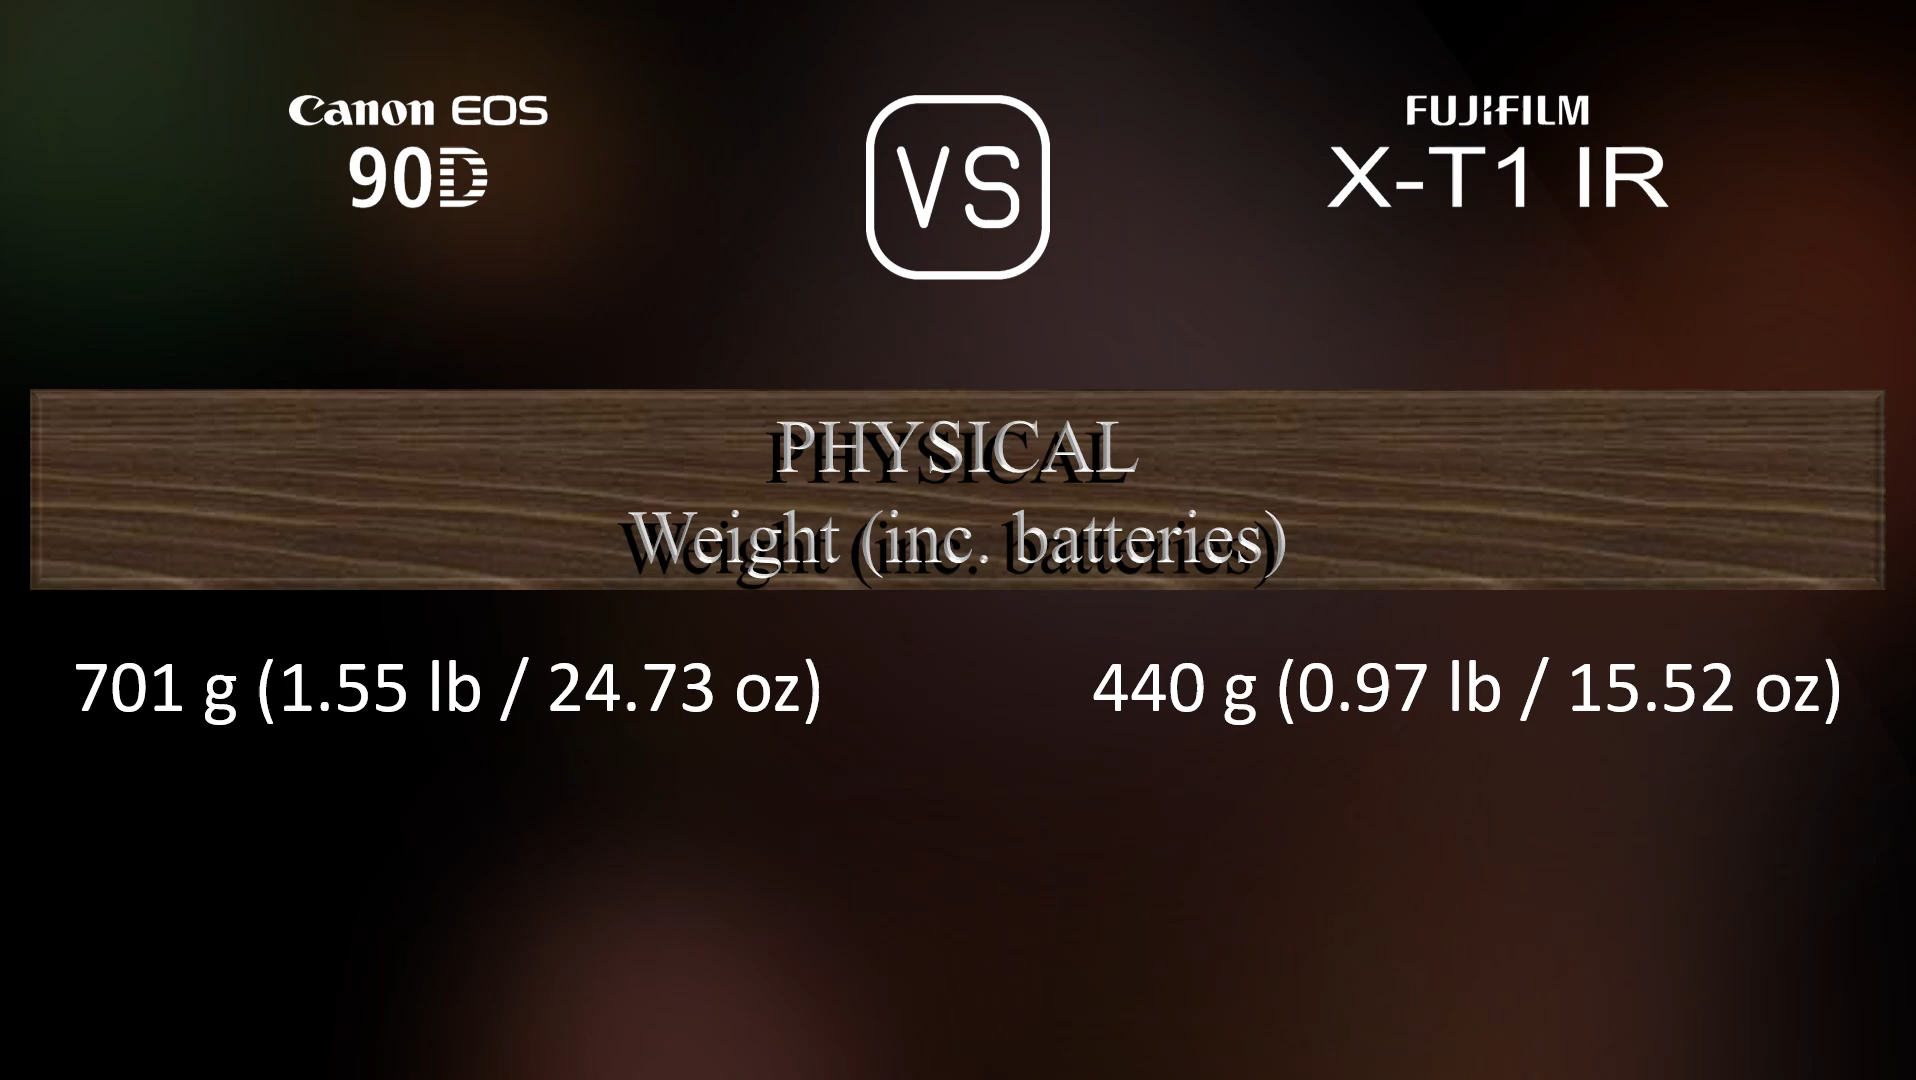 Canon EOS
90D
VS
FUJIFILM
X-T1 IR
PHYSICAL
Weight (inc. batteries)
701 g (1.55 lb / 24.73 oz)
440 g (0.97 lb / 15.52 oz)